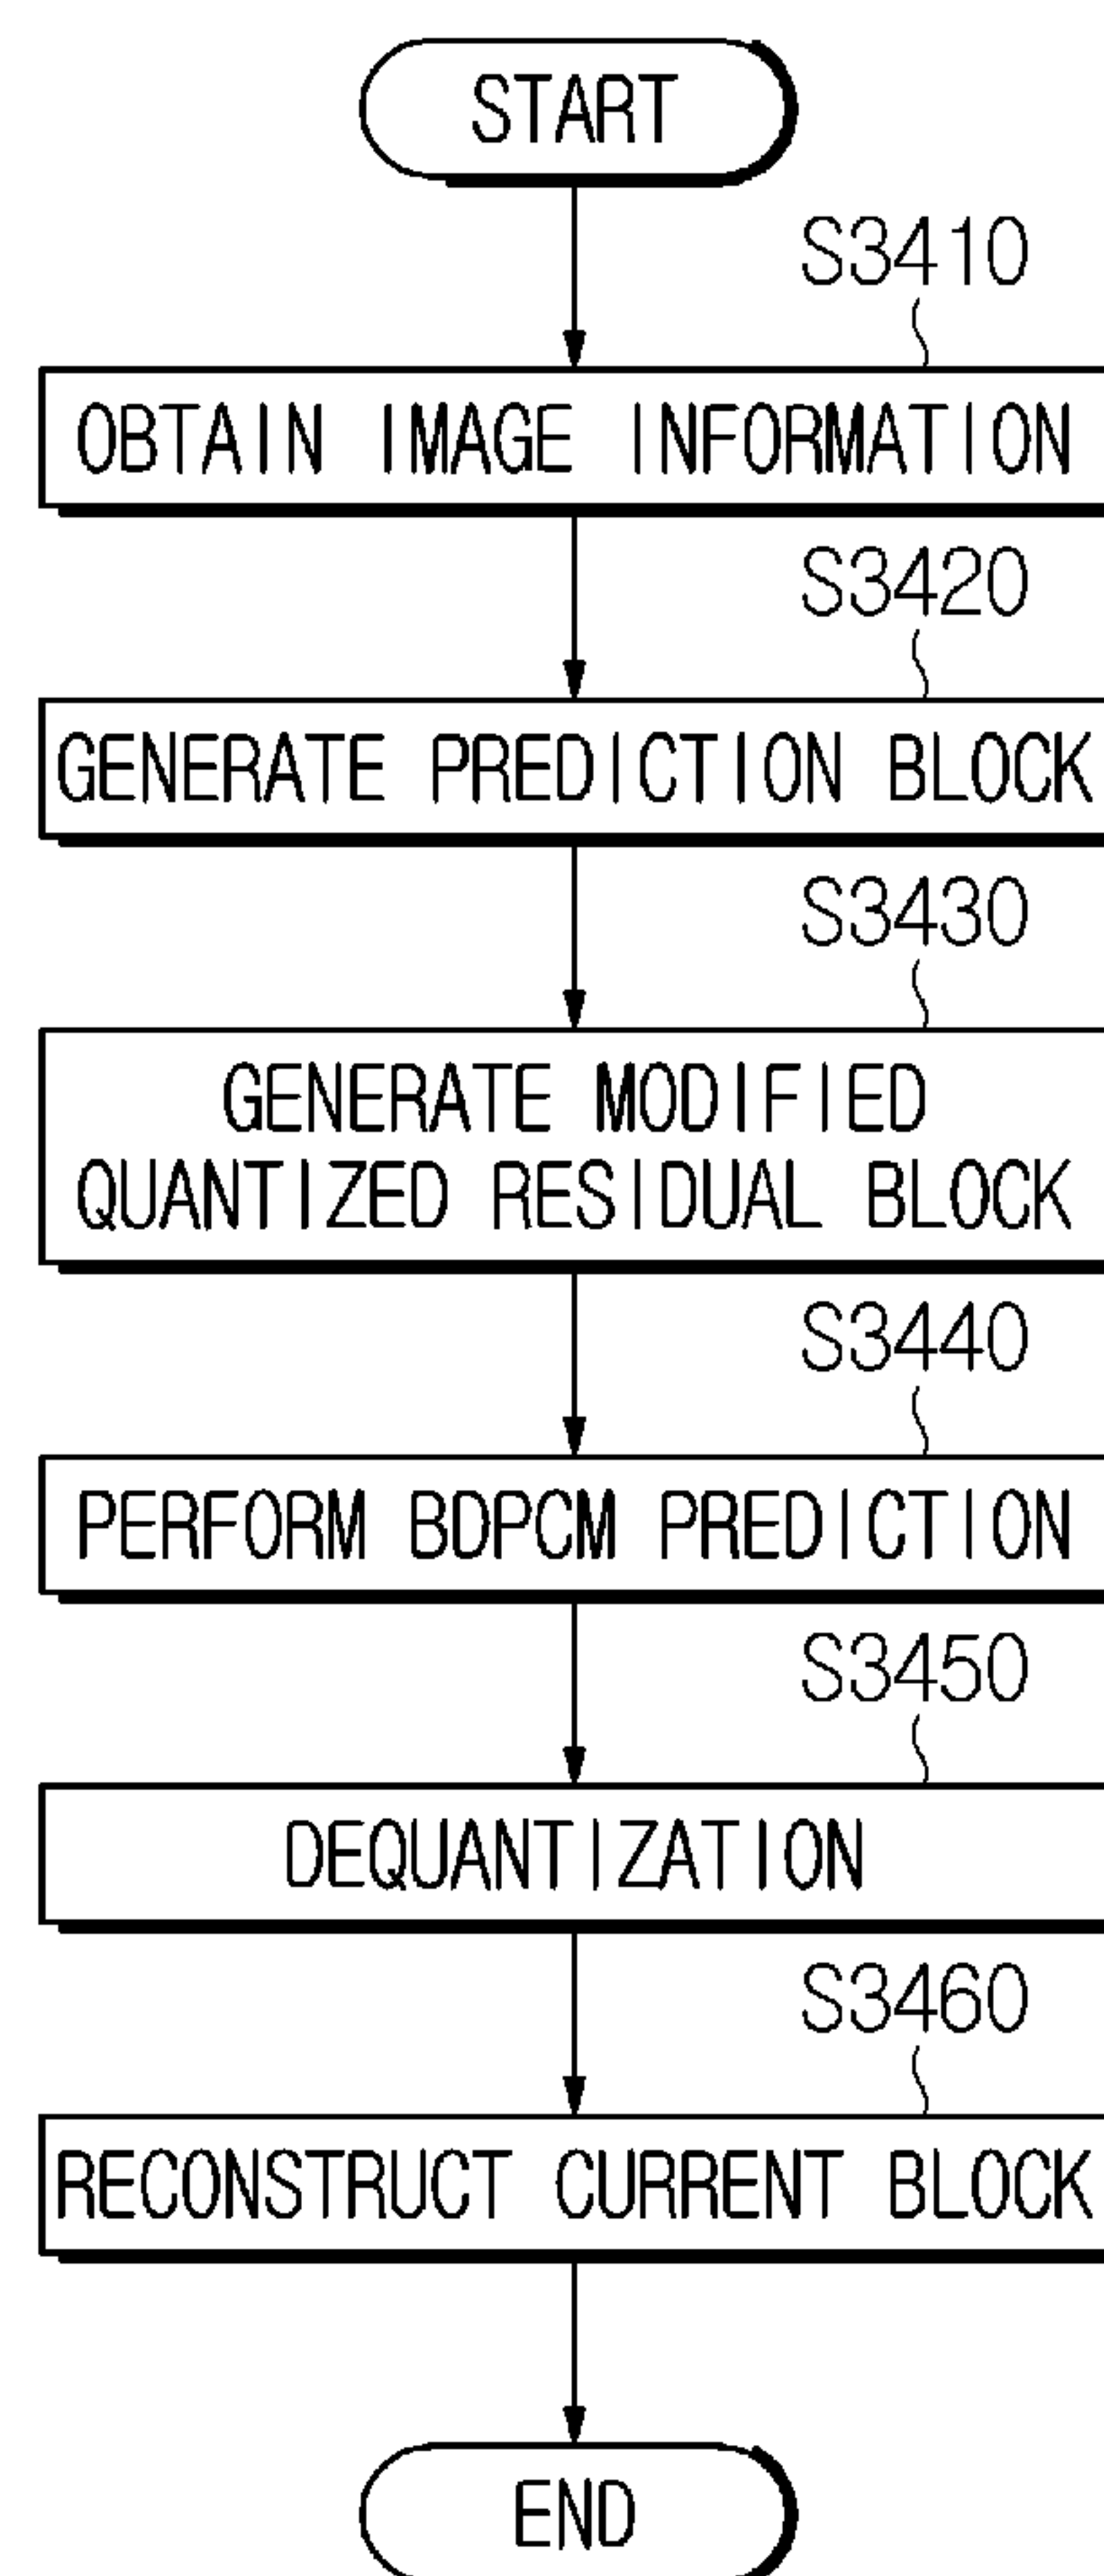 START
S3410
OBTAIN IMAGE INFORMATION
S3420
GENERATE PREDICTION BLOCK
S3430
GENERATE MODIFIED
QUANTIZED RESIDUAL BLOCK
S3440
PERFORM BDPCM PREDICTION
S3450
DEQUANTIZATION
S3460
RECONSTRUCT CURRENT BLOCK
END